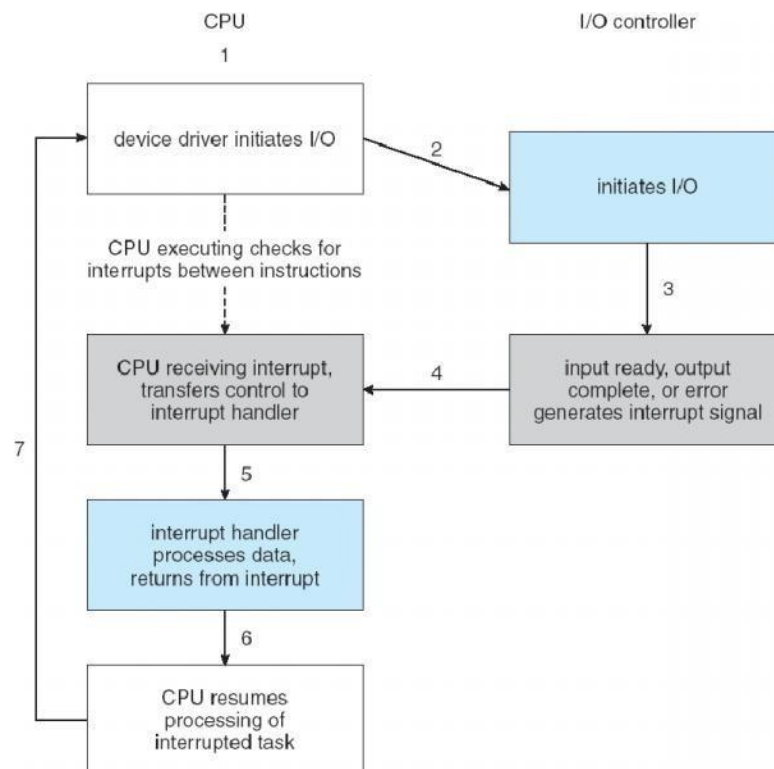 CPU
I/O controller
1
device driver initiates I/O
2
initiates I/O
CPU executing checks for
interrupts between instructions
3
CPU receiving interrupt,
transfers control to
interrupt handler
4
input ready, output
complete, or error
generates interrupt signal
7
5
interrupt handler
processes data,
returns from interrupt
6
CPU resumes
processing of
interrupted task